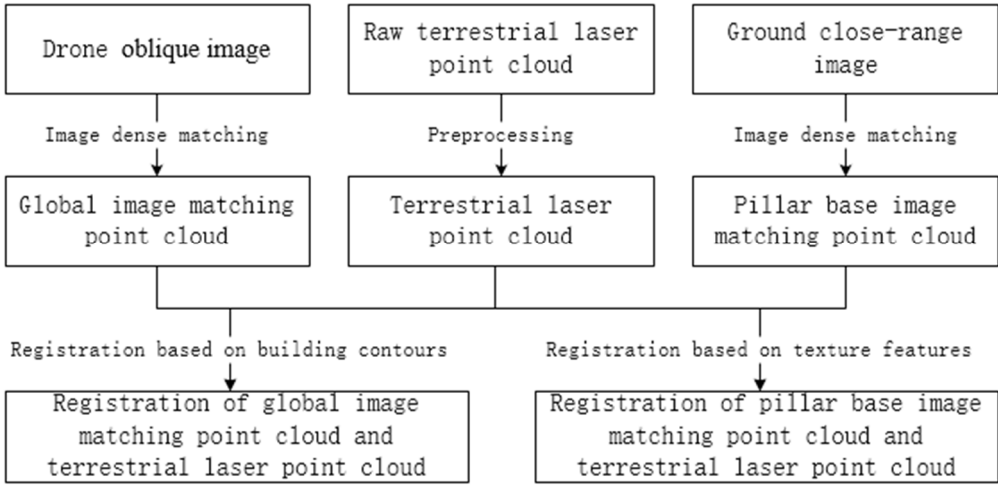 Drone oblique image
Raw terrestrial laser
point cloud
Ground close-range
image
Image dense matching
Preprocessing
Image dense matching
Global image matching
point cloud
Terrestrial laser
point cloud
Pillar base image
matching point cloud
Registration based on building contours
Registration based on texture features
Registration of global image
matching point cloud and
terrestrial laser point cloud
Registration of pillar base image
matching point cloud and
terrestrial laser point cloud